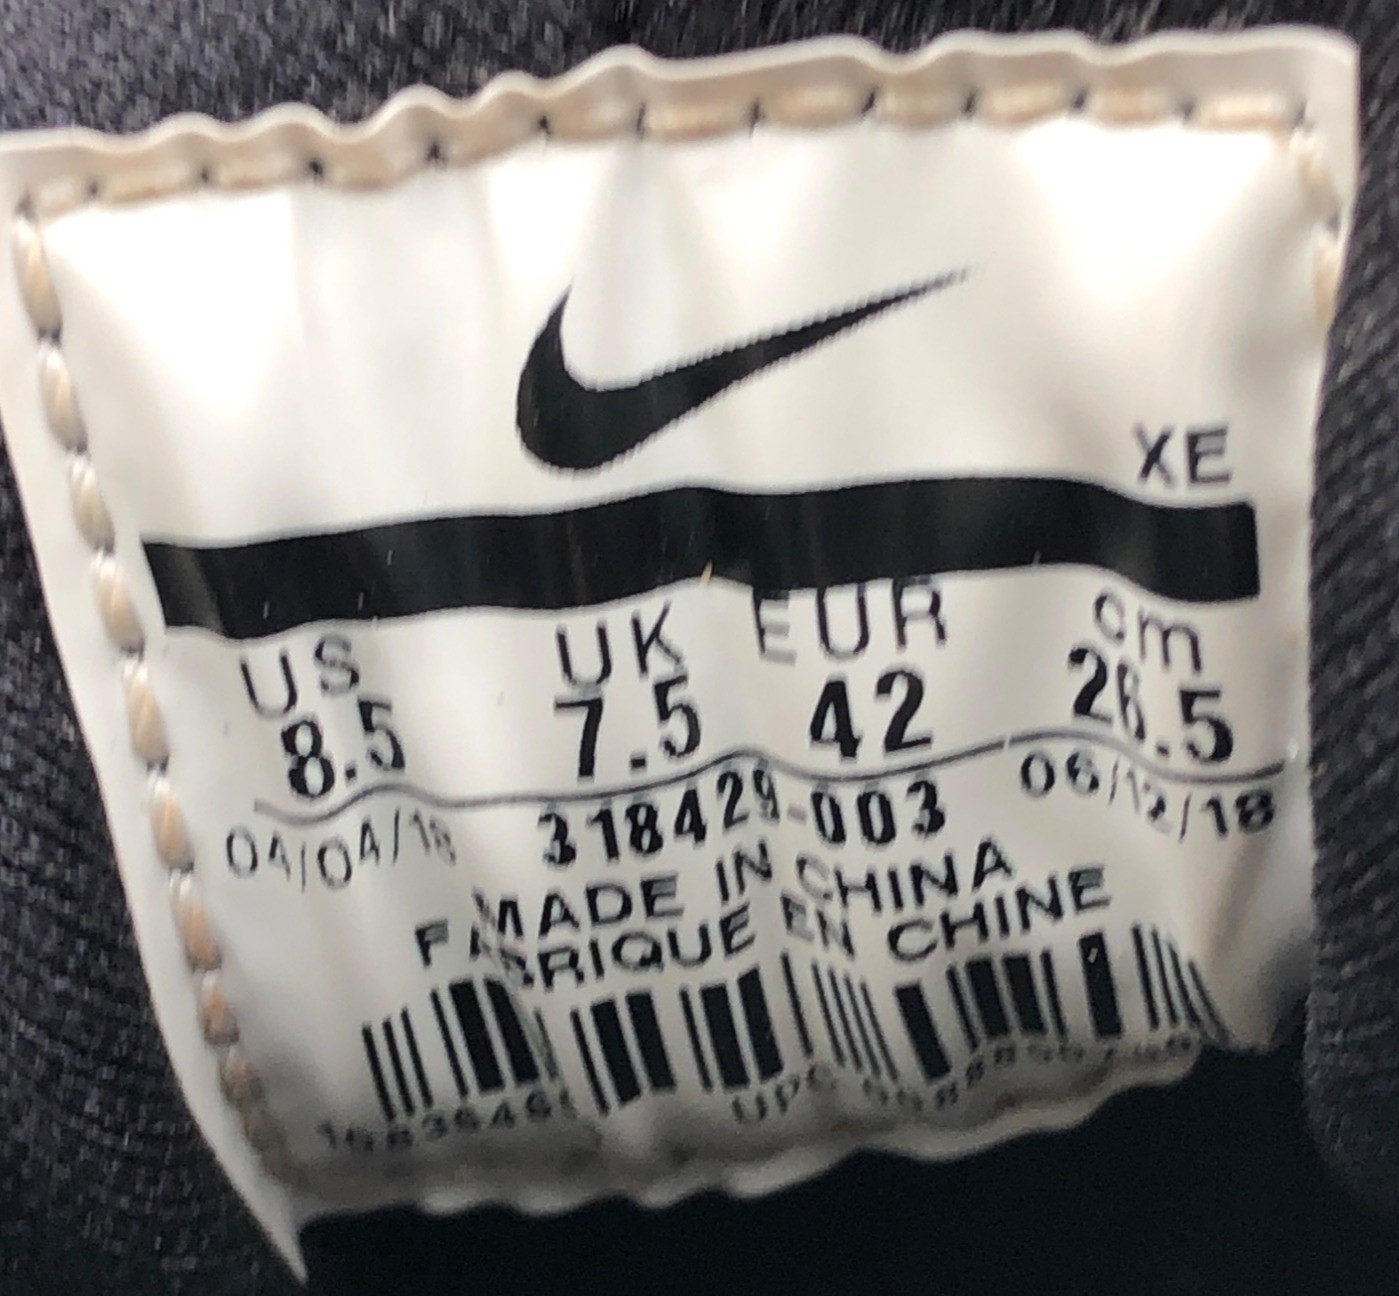 XE
US UK EUR cm
8.5 7.5 42 26.5
04/04/18 318429-003 06/12/18
MADE IN CHINA
FABRIQUE EN CHINE
UPC